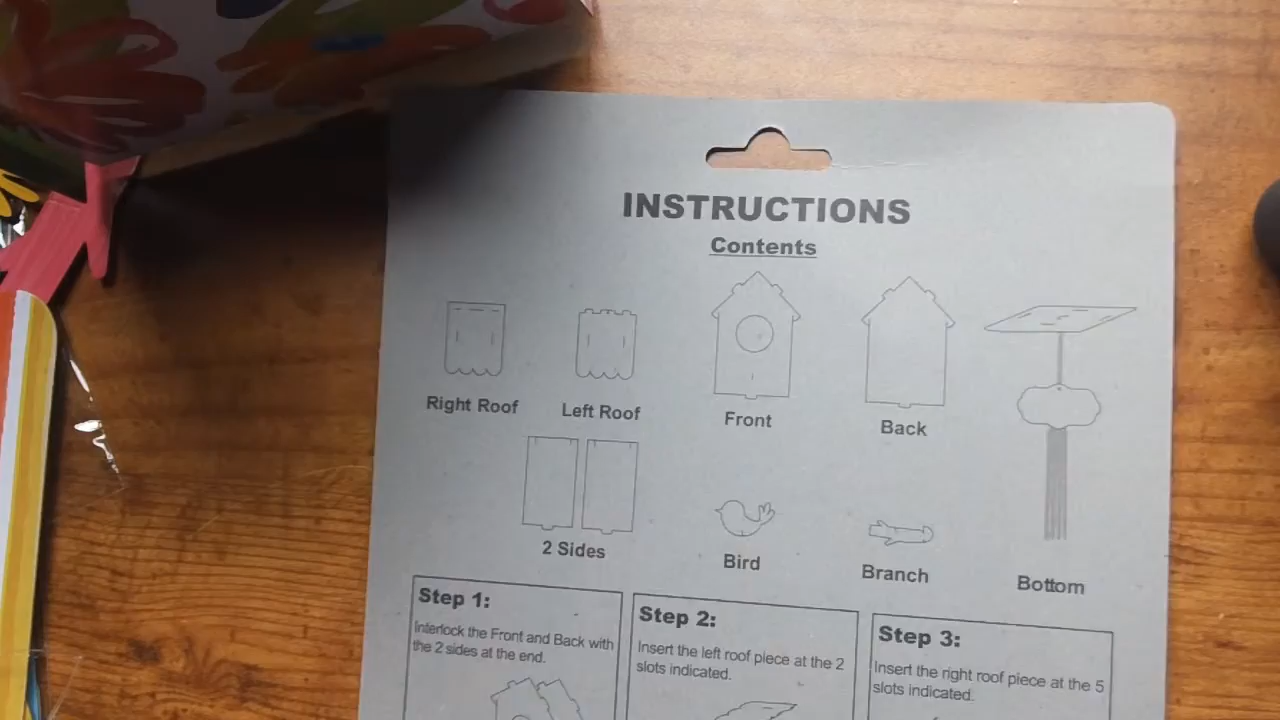 INSTRUCTIONS
Contents
Right Roof
Left Roof
Front
Back
2 Sides
Bird
Branch
Bottom
Step 1:
Interlock the Front and Back with
the 2 sides at the end.
Step 2:
Insert the left roof piece at the 2
slots indicated.
Step 3:
Insert the right roof piece at the 5
slots indicated.